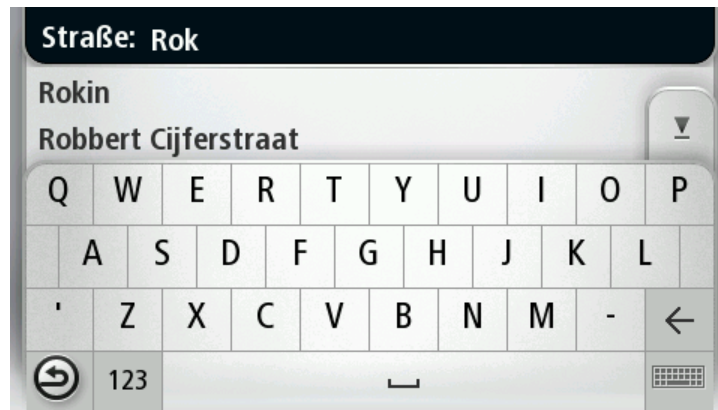 Straße: Rok
Rokin
Robbert Cijferstraat
Q W E R T Y U I O P
A S D F G H J K L
' Z X C V B N M -
123